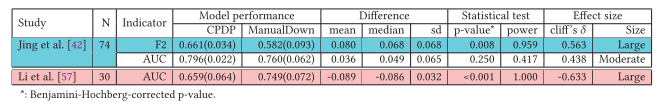 Study N Indicator Model performance Difference Statistical test Effect size
CPDP ManualDown mean median sd p-value* power cliff's δ Size
Jing et al. [42] 74 F2 0.661(0.034) 0.582(0.093) 0.080 0.068 0.068 0.008 0.959 0.563 Large
AUC 0.796(0.022) 0.760(0.062) 0.036 0.049 0.065 0.250 0.417 0.438 Moderate
Li et al. [57] 30 AUC 0.659(0.064) 0.749(0.072) -0.089 -0.086 0.032 <0.001 1.000 -0.633 Large
*: Benjamini-Hochberg-corrected p-value.